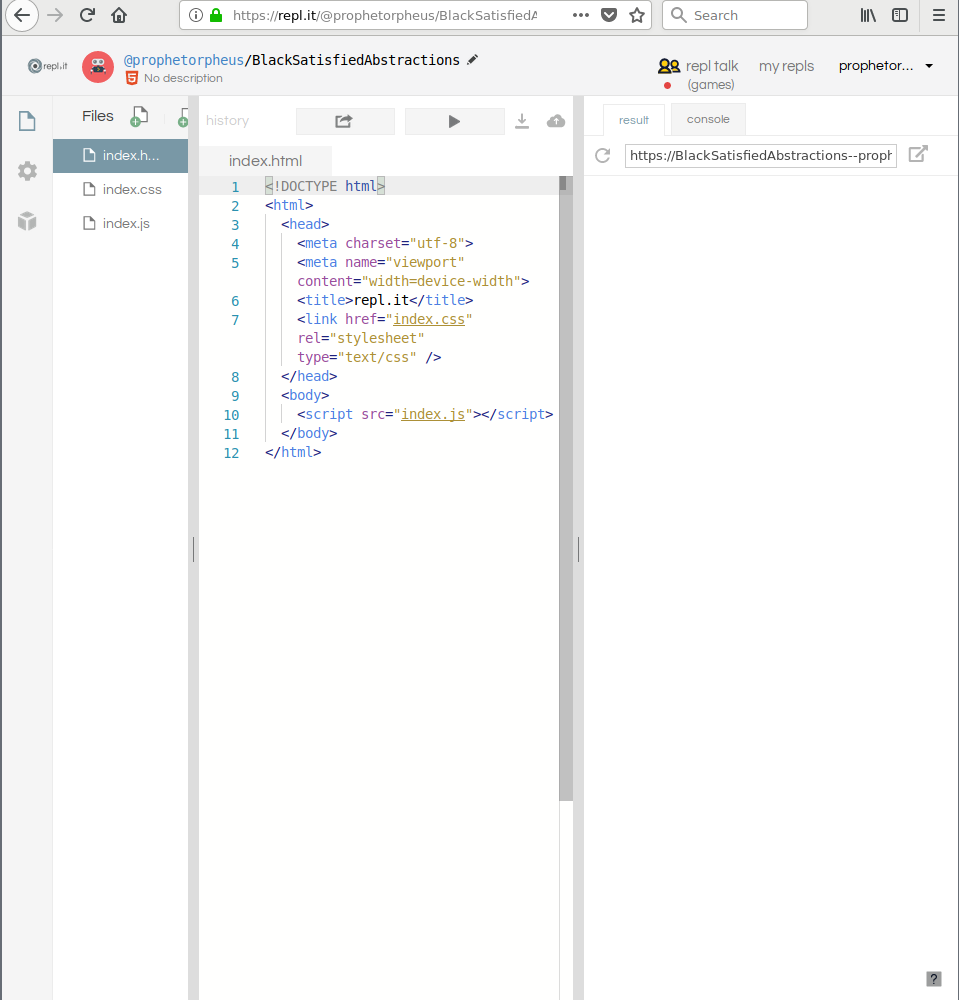 https://repl.it/@prophetorpheus/BlackSatisfiedA
Search
repl.it
@prophetorpheus/BlackSatisfiedAbstractions
No description
repl talk
(games)
my repls
prophetor...
Files
history
result
console
index.h...
index.css
index.js
index.html
https://BlackSatisfiedAbstractions--proph
1 <!DOCTYPE html>
2 <html>
3 <head>
4 <meta charset="utf-8">
5 <meta name="viewport"
content="width=device-width">
6 <title>repl.it</title>
7 <link href="index.css"
rel="stylesheet"
type="text/css" />
8 </head>
9 <body>
10 <script src="index.js"></script>
11 </body>
12 </html>
?